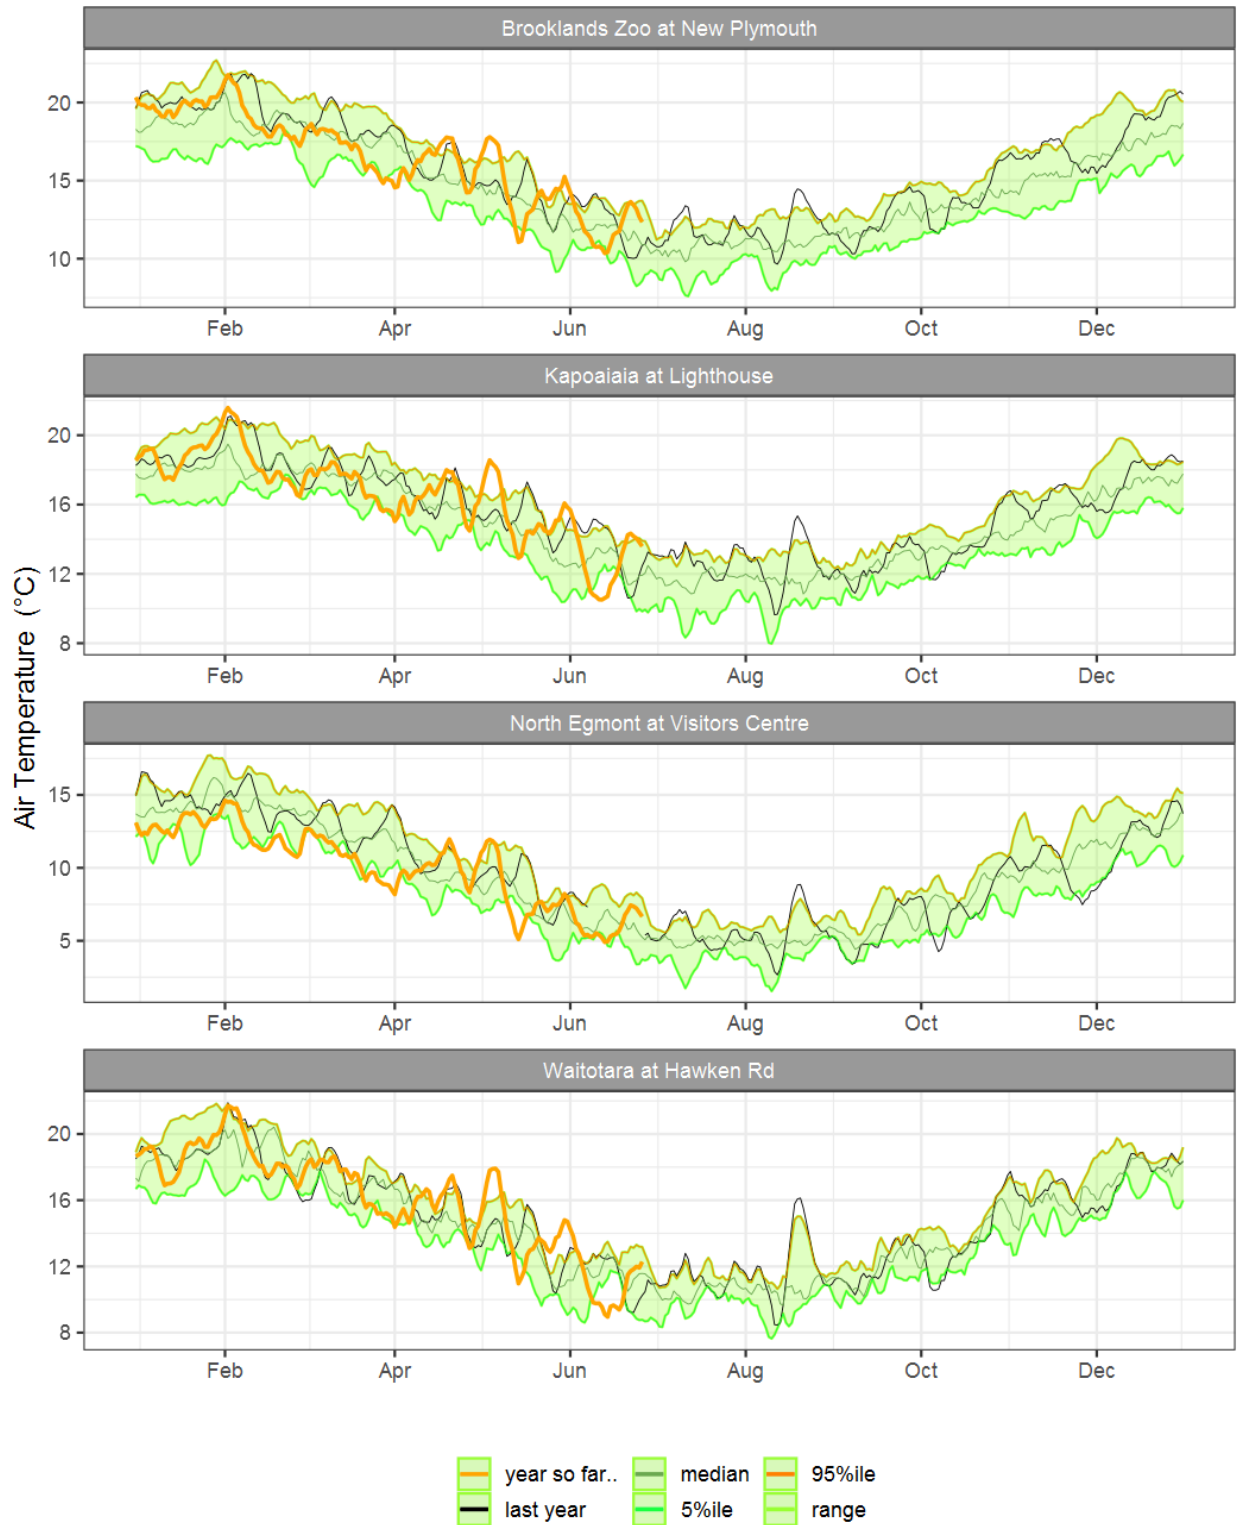 Brooklands Zoo at New Plymouth
20
15
10
Feb Apr Jun Aug Oct Dec
Kapoaiaia at Lighthouse
20
16
12
8
Feb Apr Jun Aug Oct Dec
Air Temperature (°C)
North Egmont at Visitors Centre
15
10
5
Feb Apr Jun Aug Oct Dec
Waitotara at Hawken Rd
20
16
12
8
Feb Apr Jun Aug Oct Dec
year so far.. median 95%ile
last year 5%ile range